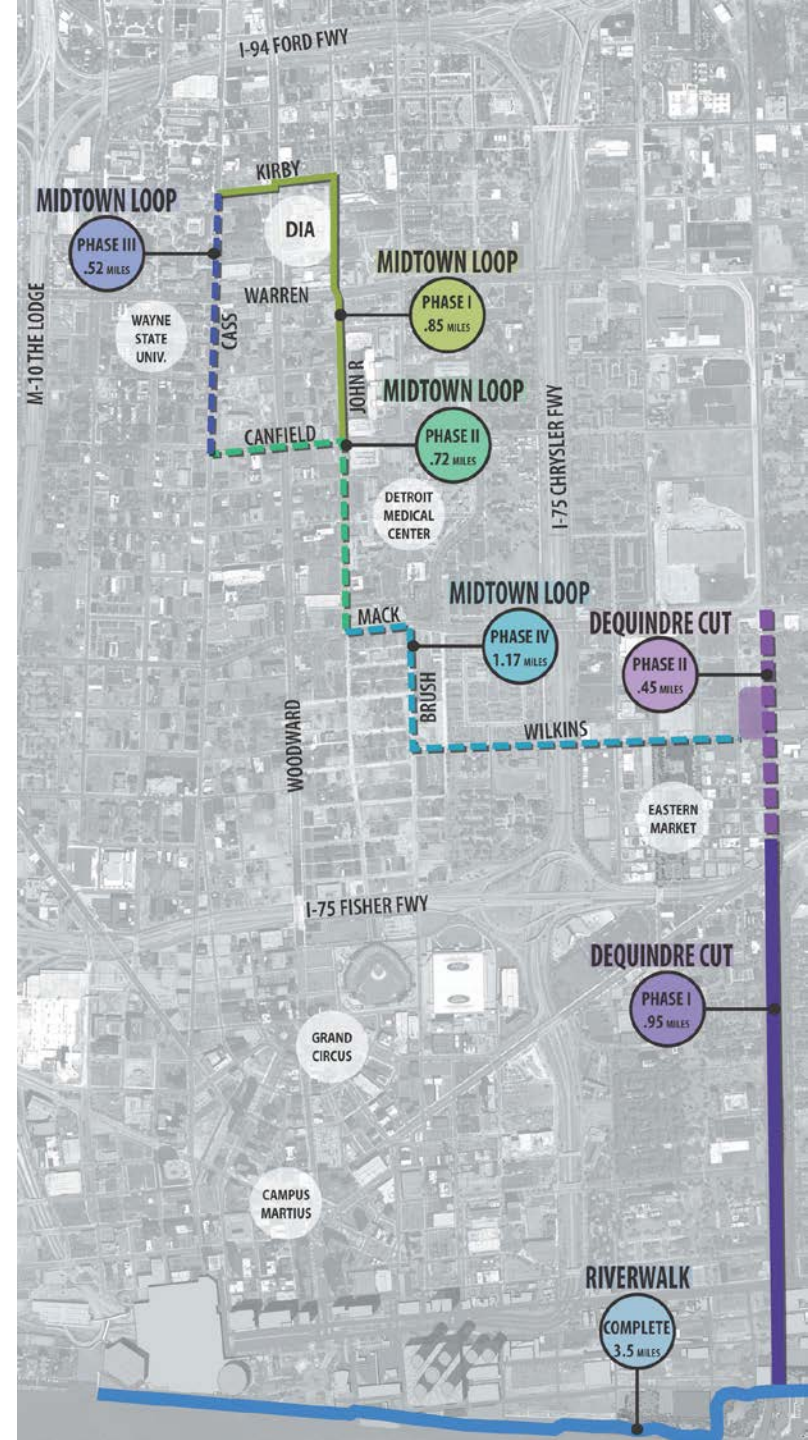 I-94 FORD FWY
KIRBY
MIDTOWN LOOP
PHASE III
.52 MILES
DIA
MIDTOWN LOOP
PHASE I
.85 MILES
WARREN
WAYNE
STATE
UNIV.
CASS
M-10 THE LODGE
JOHN R
MIDTOWN LOOP
PHASE II
.72 MILES
CANFIELD
I-75 CHRYSLER FWY
DETROIT
MEDICAL
CENTER
MIDTOWN LOOP
PHASE IV
1.17 MILES
MACK
DEQUINDRE CUT
PHASE II
.45 MILES
BRUSH
WILKINS
WOODWARD
EASTERN
MARKET
I-75 FISHER FWY
DEQUINDRE CUT
PHASE I
.95 MILES
GRAND
CIRCUS
CAMPUS
MARTIUS
RIVERWALK
COMPLETE
3.5 MILES